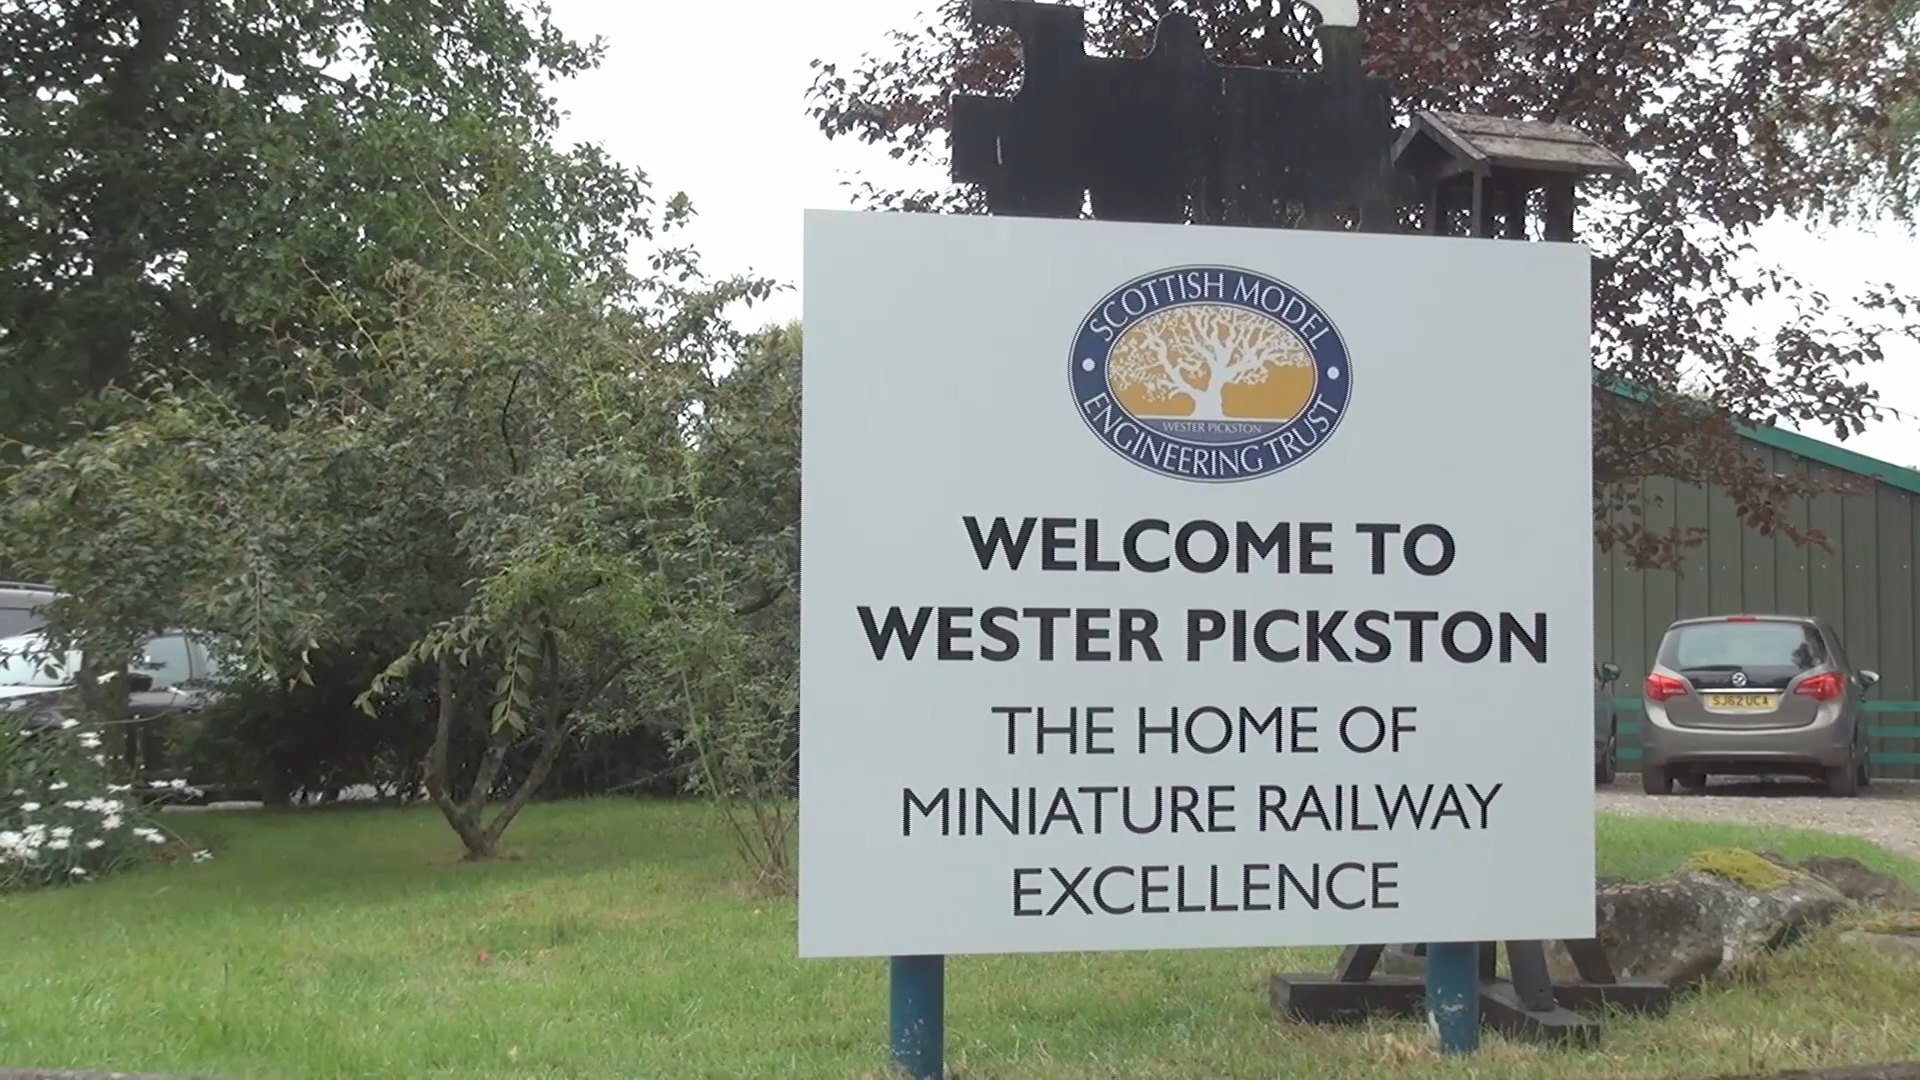 SCOTTISH MODEL
WESTER PICKSTON
ENGINEERING TRUST
WELCOME TO
WESTER PICKSTON
THE HOME OF
MINIATURE RAILWAY
EXCELLENCE
SJ62 UCA